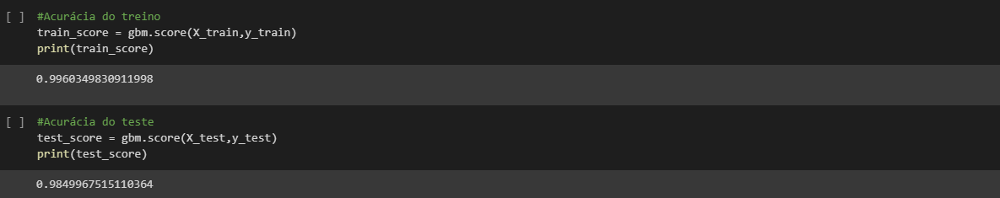 [ ] #Acurácia do treino
train_score = gbm.score(X_train,y_train)
print(train_score)
0.9960349830911998
[ ] #Acurácia do teste
test_score = gbm.score(X_test,y_test)
print(test_score)
0.9849967515110364